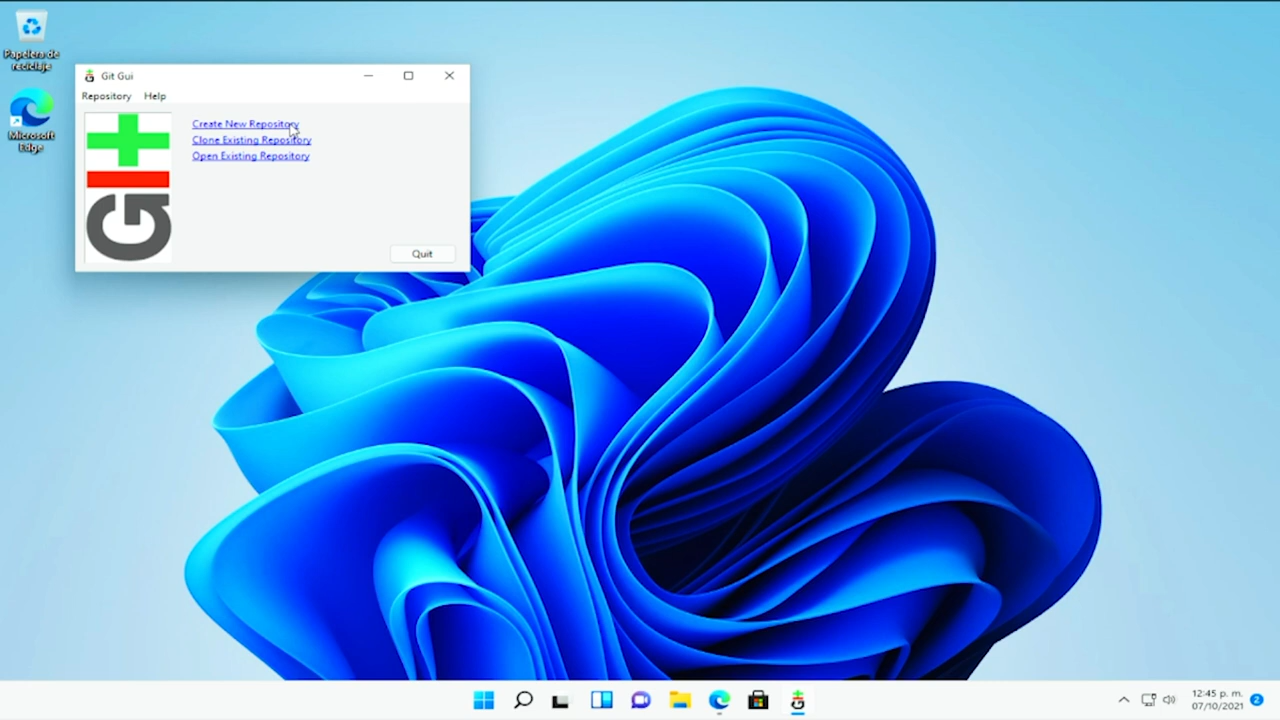 Papelera de
reciclaje
Microsoft
Edge
Git Gui
Repository Help
GIT
Create New Repository
Clone Existing Repository
Open Existing Repository
Quit
12:45 p. m.
07/10/2021
2